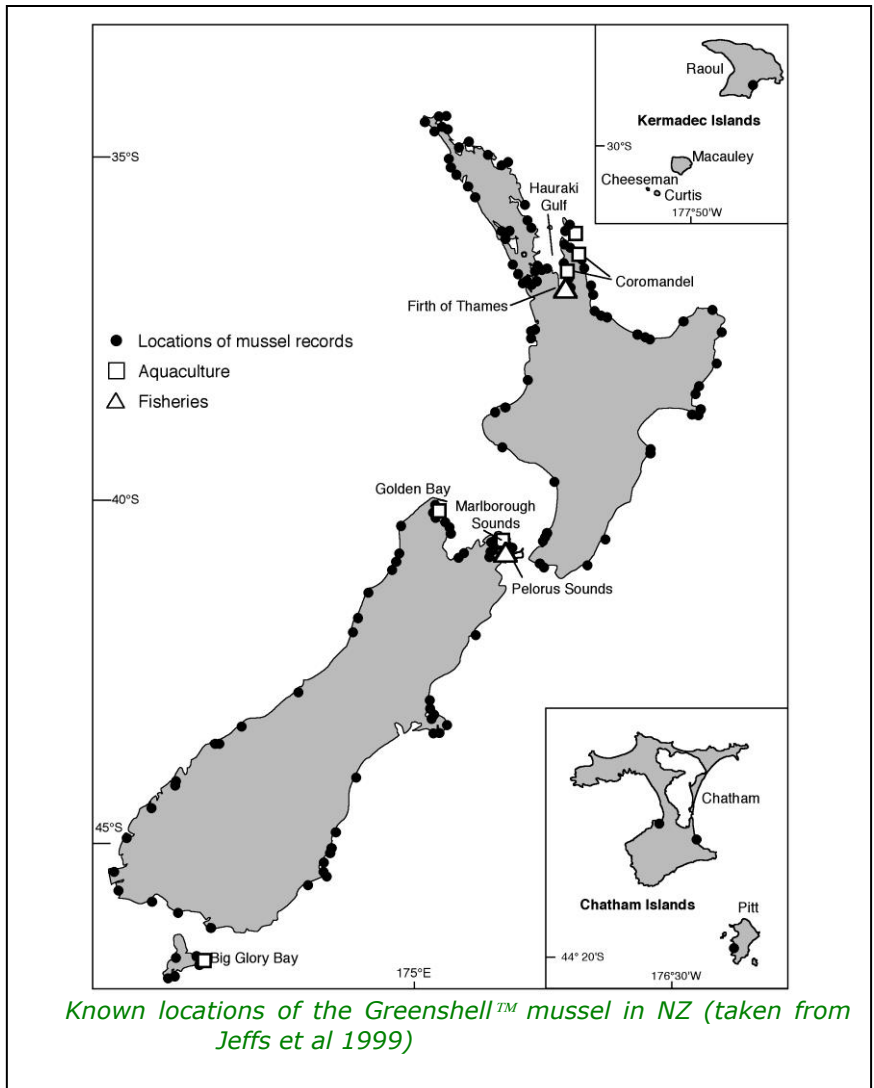 Raoul
Kermadec Islands
30°S
Macauley
Cheeseman
Curtis
177°50'W
35°S
Hauraki
Gulf
Coromandel
Firth of Thames
Locations of mussel records
Aquaculture
Fisheries
40°S
Golden Bay
Marlborough
Sounds
Pelorus Sounds
45°S
Big Glory Bay
175°E
Chatham
Chatham Islands
Pitt
44° 20'S
176°30'W
Known locations of the Greenshell™ mussel in NZ (taken from
Jeffs et al 1999)